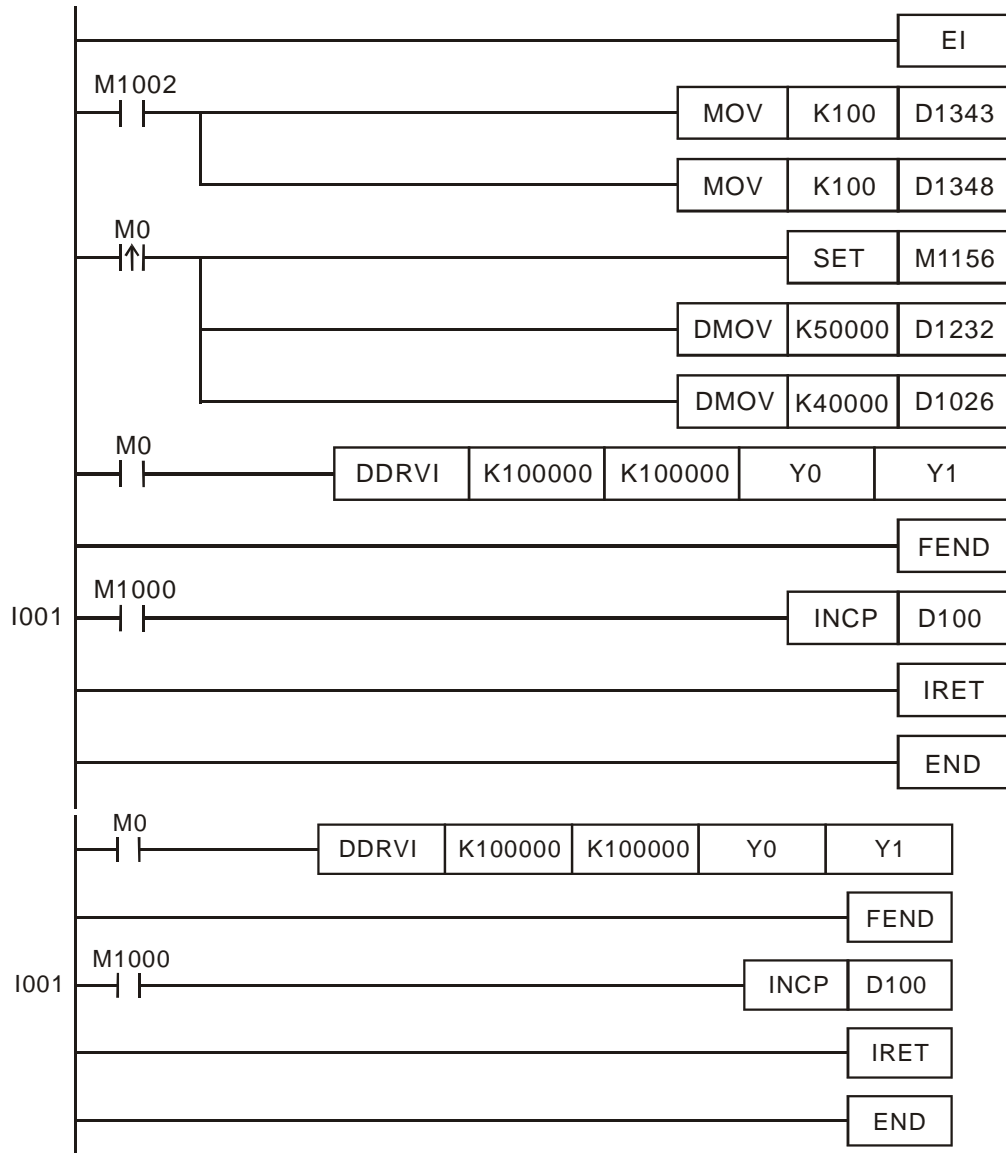 EI
M1002
MOV K100 D1343
MOV K100 D1348
M0
SET M1156
DMOV K50000 D1232
DMOV K40000 D1026
M0
DDRVI K100000 K100000 Y0 Y1
FEND
M1000
I001 INCP D100
IRET
END
M0
DDRVI K100000 K100000 Y0 Y1
FEND
M1000
I001 INCP D100
IRET
END